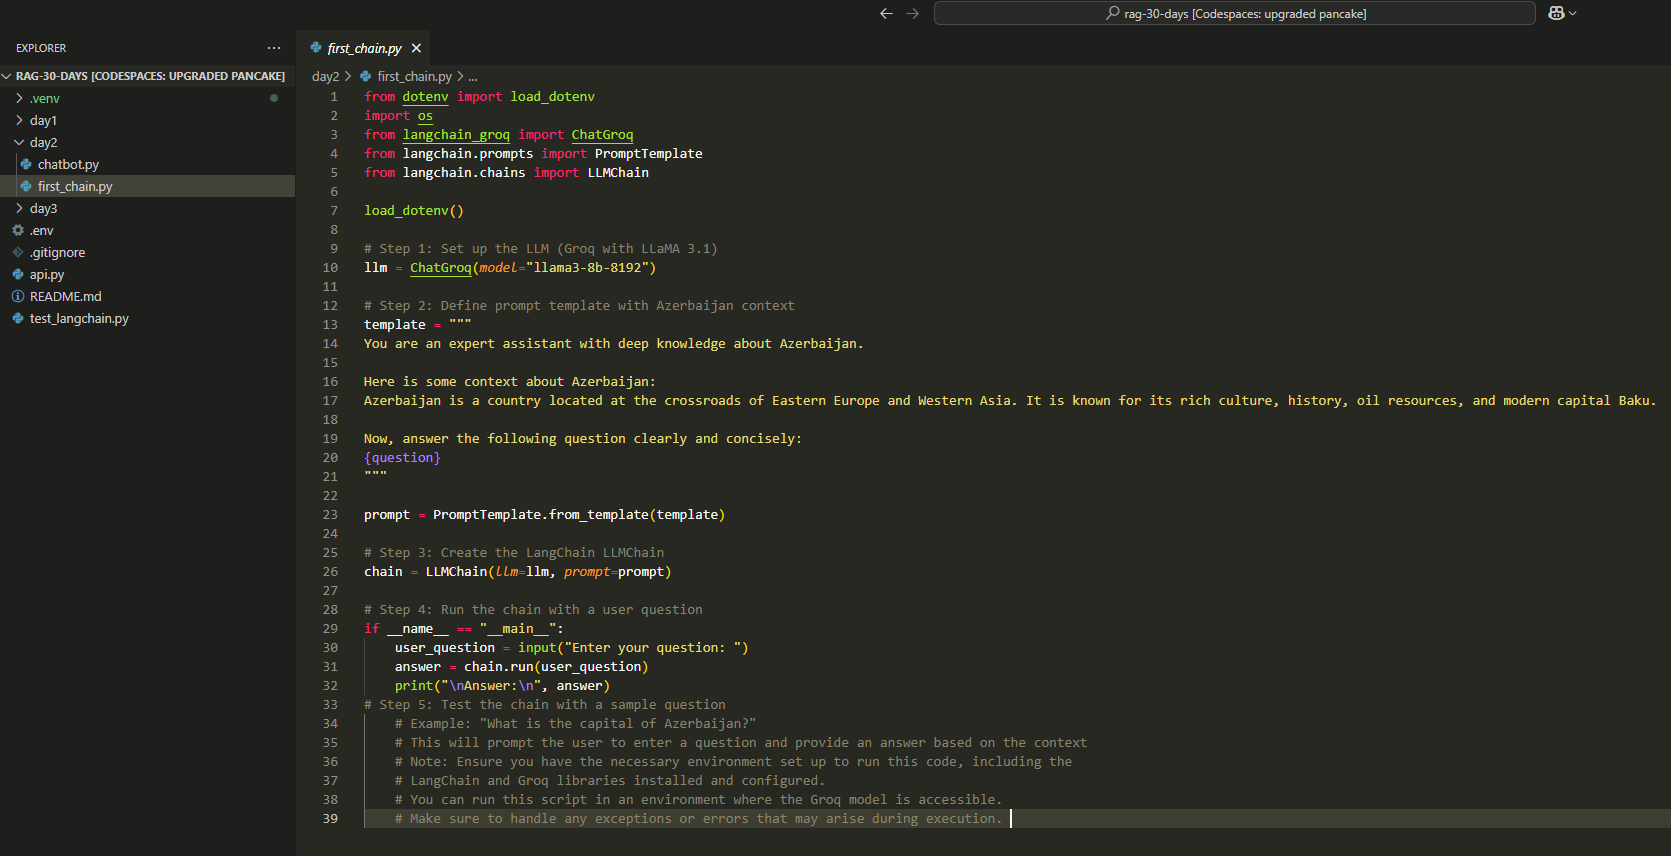 rag-30-days [Codespaces: upgraded pancake]
EXPLORER
...
RAG-30-DAYS [CODESPACES: UPGRADED PANCAKE]
.venv
day1
day2
chatbot.py
first_chain.py
day3
.env
.gitignore
api.py
README.md
test_langchain.py
first_chain.py
day2 > first_chain.py > ...
1 from dotenv import load_dotenv
2 import os
3 from langchain_groq import ChatGroq
4 from langchain.prompts import PromptTemplate
5 from langchain.chains import LLMChain
6
7 load_dotenv()
8
9 # Step 1: Set up the LLM (Groq with LLaMA 3.1)
10 llm = ChatGroq(model="llama3-8b-8192")
11
12 # Step 2: Define prompt template with Azerbaijan context
13 template = """
14 You are an expert assistant with deep knowledge about Azerbaijan.
15
16 Here is some context about Azerbaijan:
17 Azerbaijan is a country located at the crossroads of Eastern Europe and Western Asia. It is known for its rich culture, history, oil resources, and modern capital Baku.
18
19 Now, answer the following question clearly and concisely:
20 {question}
21 """
22
23 prompt = PromptTemplate.from_template(template)
24
25 # Step 3: Create the LangChain LLMChain
26 chain = LLMChain(llm=llm, prompt=prompt)
27
28 # Step 4: Run the chain with a user question
29 if __name__ == "__main__":
30     user_question = input("Enter your question: ")
31     answer = chain.run(user_question)
32     print("\nAnswer:\n", answer)
33 # Step 5: Test the chain with a sample question
34     # Example: "What is the capital of Azerbaijan?"
35     # This will prompt the user to enter a question and provide an answer based on the context
36     # Note: Ensure you have the necessary environment set up to run this code, including the
37     # LangChain and Groq libraries installed and configured.
38     # You can run this script in an environment where the Groq model is accessible.
39     # Make sure to handle any exceptions or errors that may arise during execution.